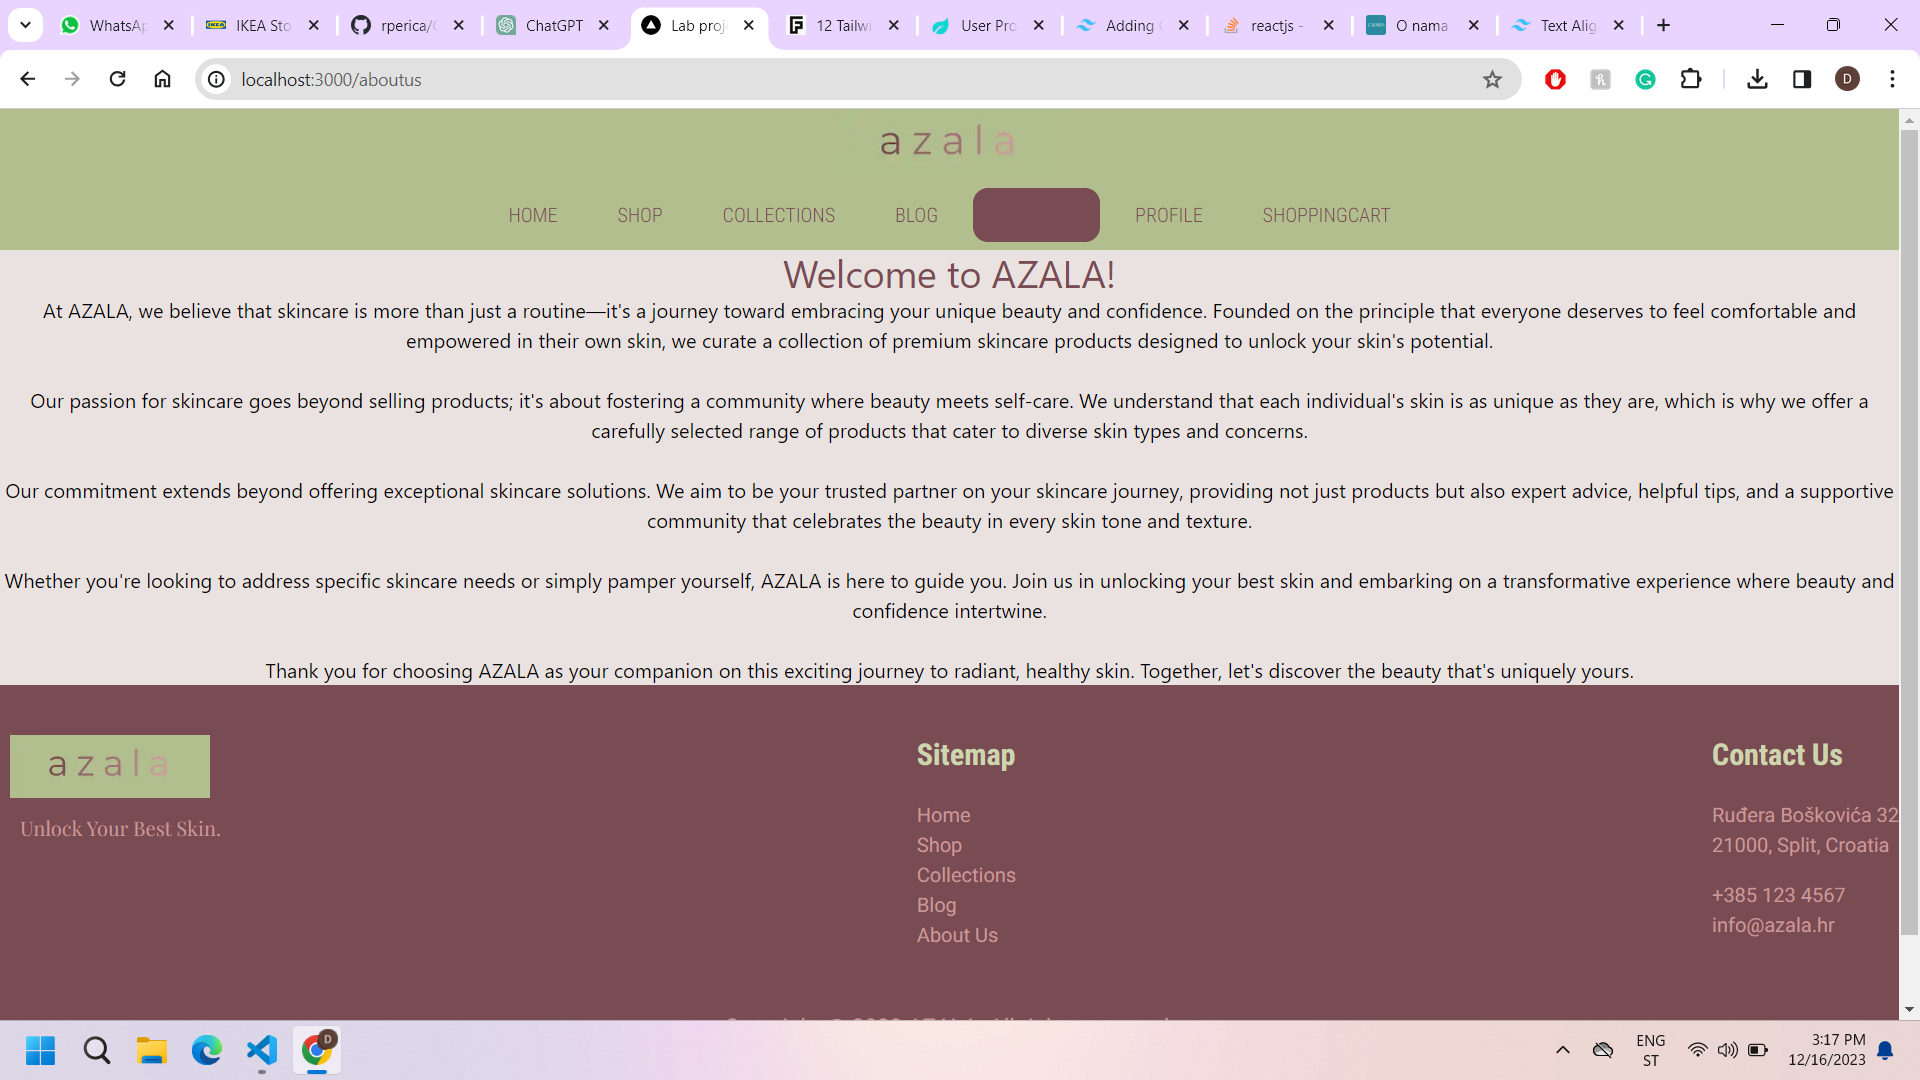 WhatsAp
IKEA Sto
rperica/
ChatGPT
Lab proj
12 Tailwi
User Pro
Adding
reactjs -
O nama
Text Alig
localhost:3000/aboutus
D
azala
HOME
SHOP
COLLECTIONS
BLOG
PROFILE
SHOPPINGCART
Welcome to AZALA!
At AZALA, we believe that skincare is more than just a routine—it's a journey toward embracing your unique beauty and confidence. Founded on the principle that everyone deserves to feel comfortable and
empowered in their own skin, we curate a collection of premium skincare products designed to unlock your skin's potential.
Our passion for skincare goes beyond selling products; it's about fostering a community where beauty meets self-care. We understand that each individual's skin is as unique as they are, which is why we offer a
carefully selected range of products that cater to diverse skin types and concerns.
Our commitment extends beyond offering exceptional skincare solutions. We aim to be your trusted partner on your skincare journey, providing not just products but also expert advice, helpful tips, and a supportive
community that celebrates the beauty in every skin tone and texture.
Whether you're looking to address specific skincare needs or simply pamper yourself, AZALA is here to guide you. Join us in unlocking your best skin and embarking on a transformative experience where beauty and
confidence intertwine.
Thank you for choosing AZALA as your companion on this exciting journey to radiant, healthy skin. Together, let's discover the beauty that's uniquely yours.
azala
Unlock Your Best Skin.
Sitemap
Home
Shop
Collections
Blog
About Us
Contact Us
Ruđera Boškovića 32
21000, Split, Croatia
+385 123 4567
info@azala.hr
D
ENG
ST
3:17 PM
12/16/2023